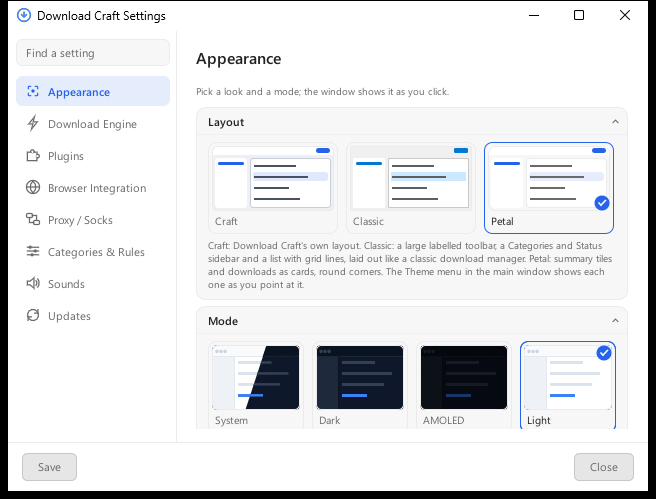 Download Craft Settings
Find a setting
Appearance
Download Engine
Plugins
Browser Integration
Proxy / Socks
Categories & Rules
Sounds
Updates
Appearance
Pick a look and a mode; the window shows it as you click.
Layout
Craft
Classic
Petal
Craft: Download Craft's own layout. Classic: a large labelled toolbar, a Categories and Status
sidebar and a list with grid lines, laid out like a classic download manager. Petal: summary tiles
and downloads as cards, round corners. The Theme menu in the main window shows each
one as you point at it.
Mode
System
Dark
AMOLED
Light
Save
Close